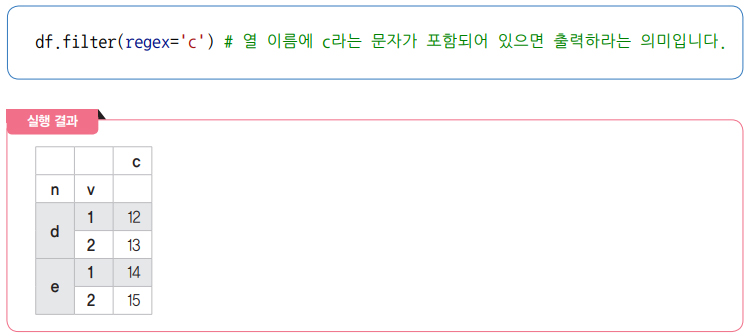 df.filter(regex='c') # 열 이름에 c라는 문자가 포함되어 있으면 출력하라는 의미입니다.
실행 결과
c
n v
d 1 12
2 13
e 1 14
2 15